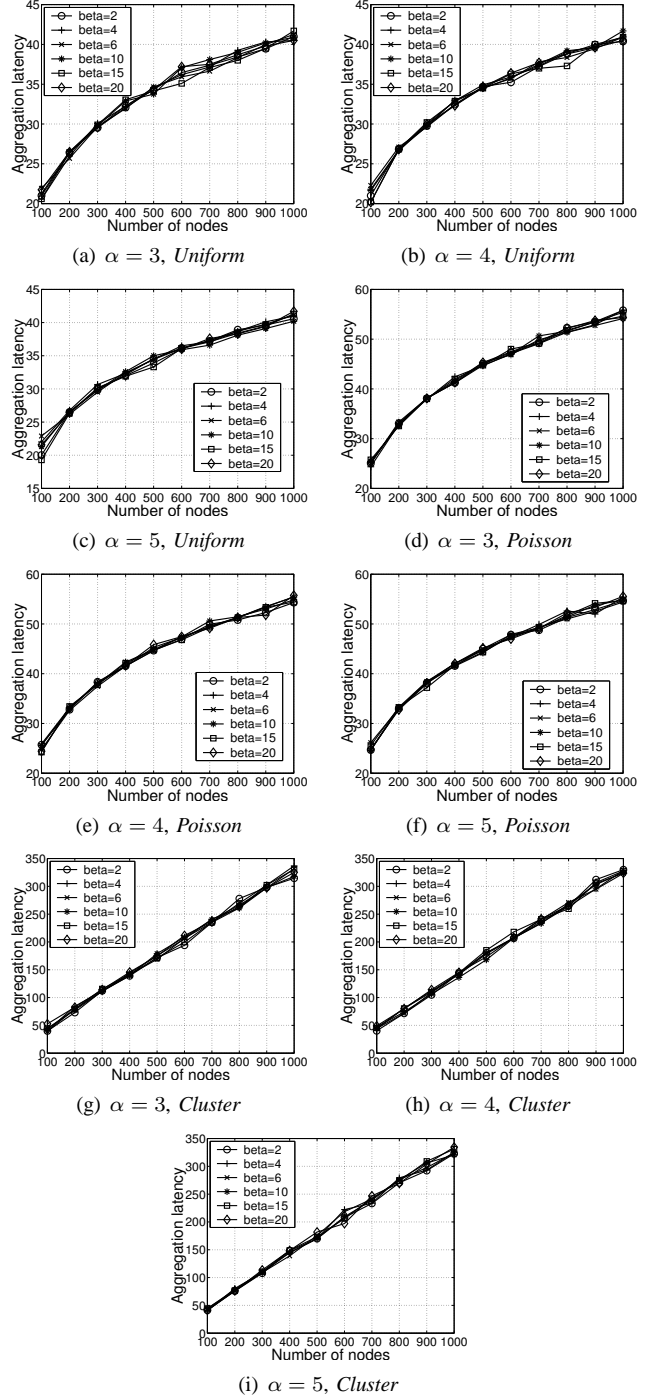 45
40
35
30
25
20
Aggregation latency
beta=2
beta=4
beta=6
beta=10
beta=15
beta=20
100 200 300 400 500 600 700 800 900 1000
Number of nodes
(a) α = 3, Uniform
45
40
35
30
25
20
Aggregation latency
beta=2
beta=4
beta=6
beta=10
beta=15
beta=20
100 200 300 400 500 600 700 800 900 1000
Number of nodes
(b) α = 4, Uniform
45
40
35
30
25
20
15
Aggregation latency
beta=2
beta=4
beta=6
beta=10
beta=15
beta=20
100 200 300 400 500 600 700 800 900 1000
Number of nodes
(c) α = 5, Uniform
60
50
40
30
20
Aggregation latency
beta=2
beta=4
beta=6
beta=10
beta=15
beta=20
100 200 300 400 500 600 700 800 900 1000
Number of nodes
(d) α = 3, Poisson
60
50
40
30
20
Aggregation latency
beta=2
beta=4
beta=6
beta=10
beta=15
beta=20
100 200 300 400 500 600 700 800 900 1000
Number of nodes
(e) α = 4, Poisson
60
50
40
30
20
Aggregation latency
beta=2
beta=4
beta=6
beta=10
beta=15
beta=20
100 200 300 400 500 600 700 800 900 1000
Number of nodes
(f) α = 5, Poisson
350
300
250
200
150
100
50
0
Aggregation latency
beta=2
beta=4
beta=6
beta=10
beta=15
beta=20
100 200 300 400 500 600 700 800 900 1000
Number of nodes
(g) α = 3, Cluster
350
300
250
200
150
100
50
0
Aggregation latency
beta=2
beta=4
beta=6
beta=10
beta=15
beta=20
100 200 300 400 500 600 700 800 900 1000
Number of nodes
(h) α = 4, Cluster
350
300
250
200
150
100
50
0
Aggregation latency
beta=2
beta=4
beta=6
beta=10
beta=15
beta=20
100 200 300 400 500 600 700 800 900 1000
Number of nodes
(i) α = 5, Cluster